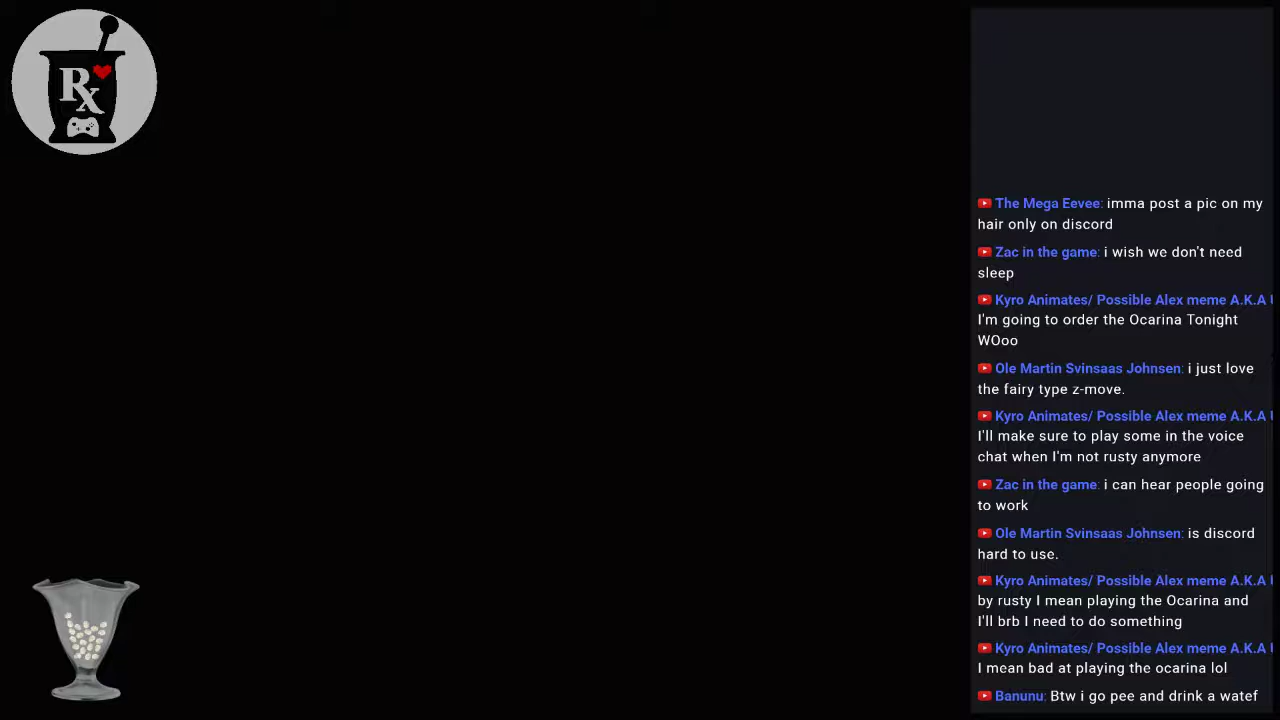 Rx
The Mega Eevee: imma post a pic on my
hair only on discord
Zac in the game: i wish we don't need
sleep
Kyro Animates/ Possible Alex meme A.K.A
I'm going to order the Ocarina Tonight
WOoo
Ole Martin Svinsaas Johnsen: i just love
the fairy type z-move.
Kyro Animates/ Possible Alex meme A.K.A
I'll make sure to play some in the voice
chat when I'm not rusty anymore
Zac in the game: i can hear people going
to work
Ole Martin Svinsaas Johnsen: is discord
hard to use.
Kyro Animates/ Possible Alex meme A.K.A
by rusty I mean playing the Ocarina and
I'll brb I need to do something
Kyro Animates/ Possible Alex meme A.K.A
I mean bad at playing the ocarina lol
Banunu: Btw i go pee and drink a watef